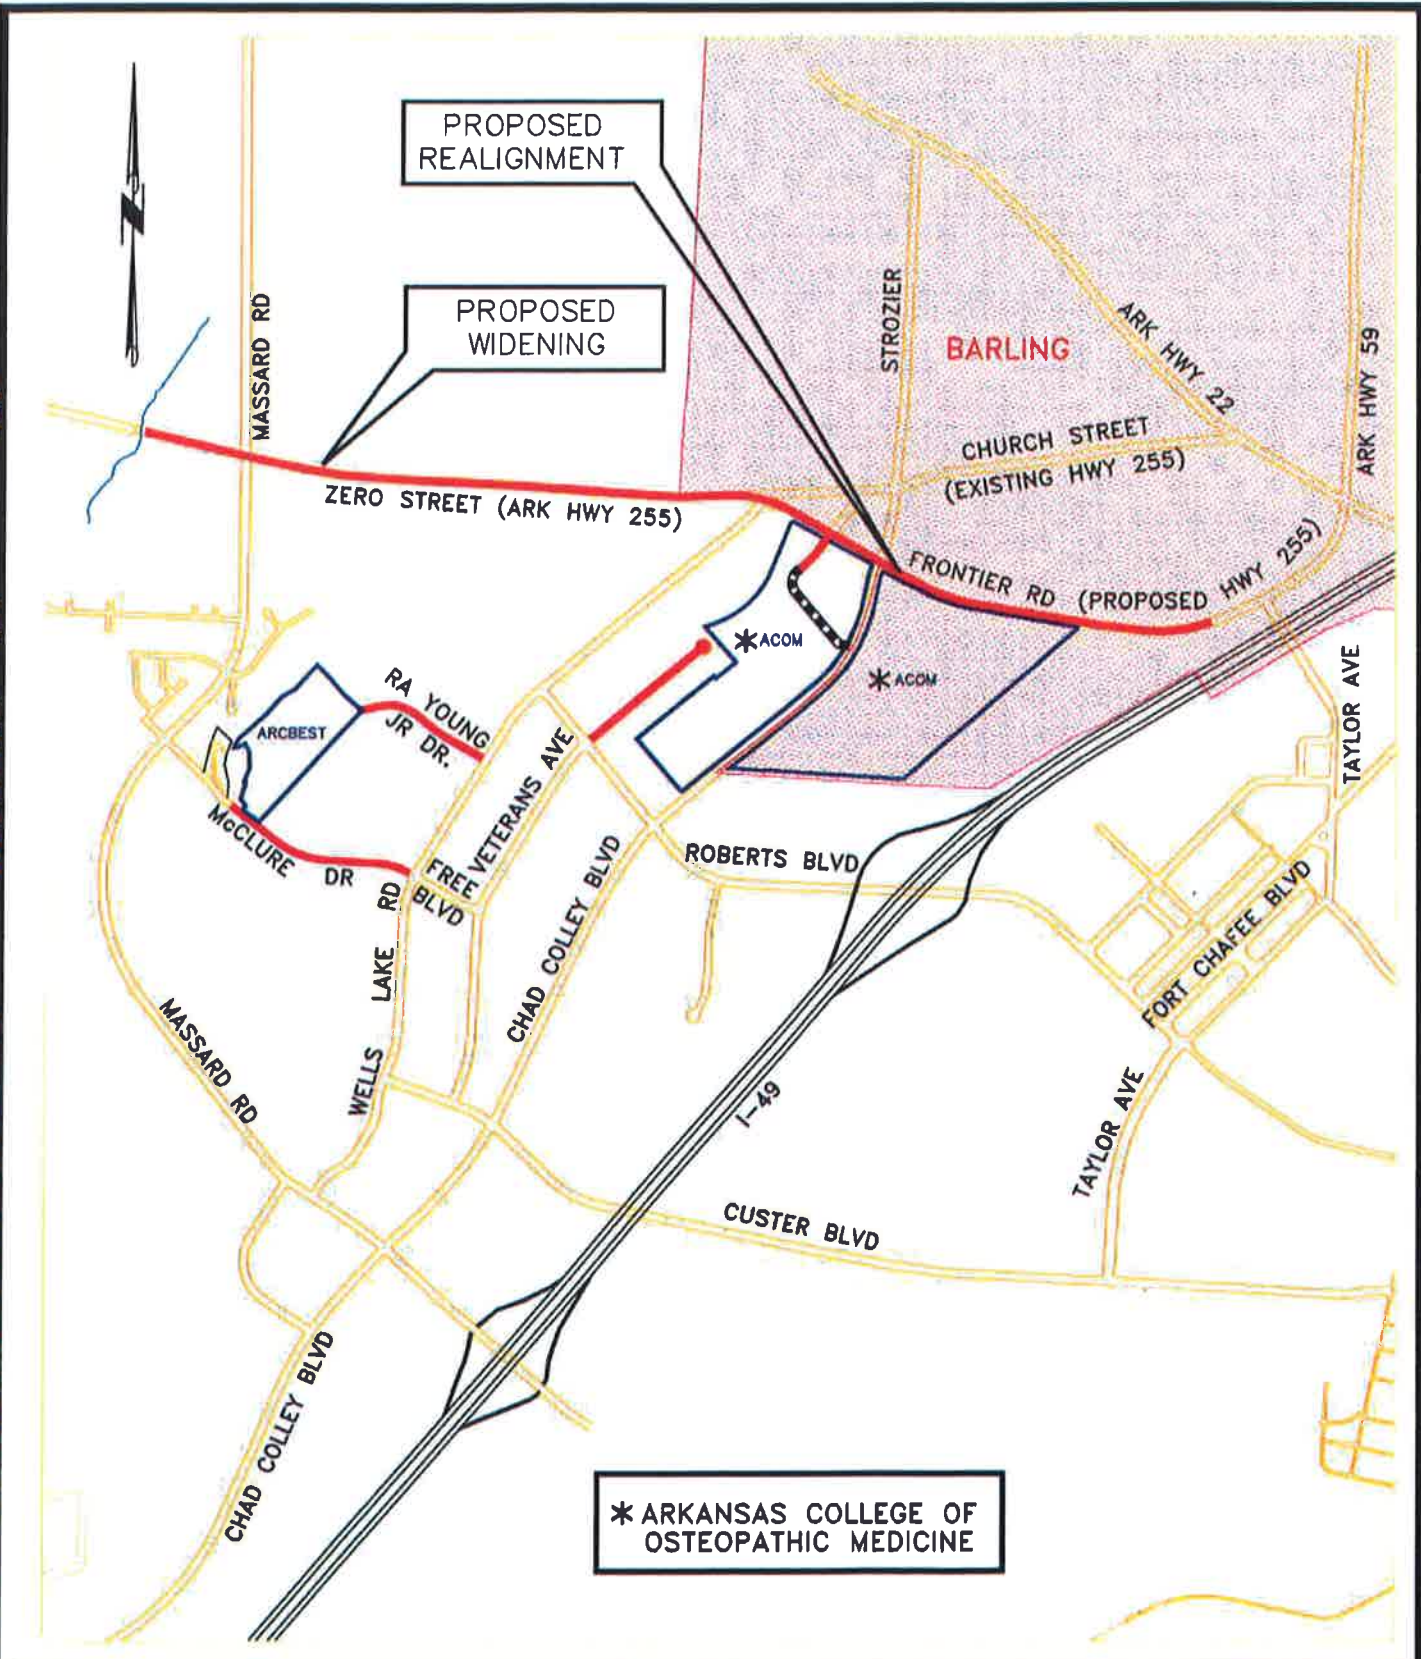 PROPOSED
REALIGNMENT
PROPOSED
WIDENING
N
MASSARD RD
STROZIER
BARLING
ARK HWY 22
ARK HWY 59
CHURCH STREET
(EXISTING HWY 255)
ZERO STREET (ARK HWY 255)
FRONTIER RD (PROPOSED HWY 255)
* ACOM
* ACOM
RA YOUNG
JR DR.
ARCBEST
McCLURE DR
FREE
BLVD
VETERANS AVE
ROBERTS BLVD
TAYLOR AVE
FORT CHAFEE BLVD
WELLS LAKE RD
CHAD COLLEY BLVD
MASSARD RD
I-49
TAYLOR AVE
CUSTER BLVD
CHAD COLLEY BLVD
* ARKANSAS COLLEGE OF
OSTEOPATHIC MEDICINE